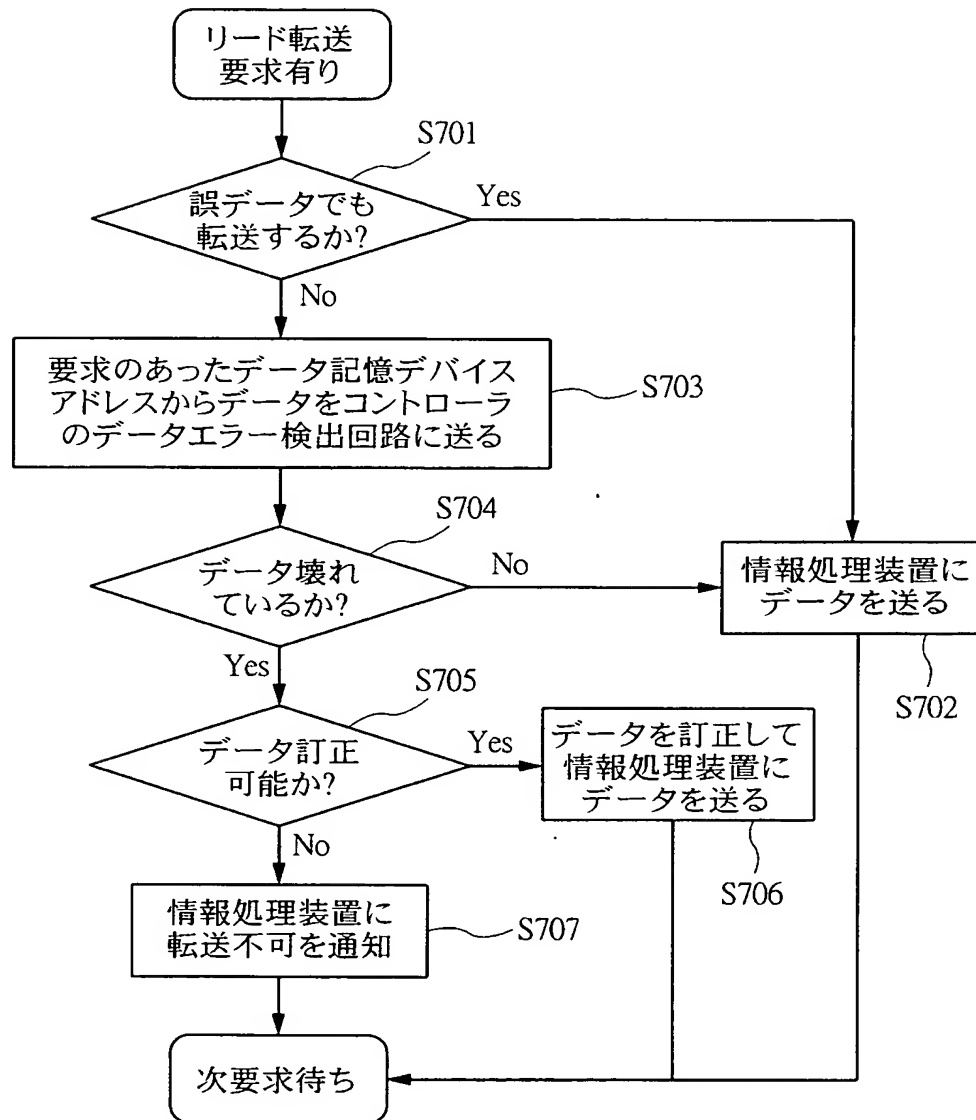 リード転送
要求有り
S701
誤データでも
転送するか?
Yes
No
要求のあったデータ記憶デバイス
アドレスからデータをコントローラ
のデータエラー検出回路に送る
S703
S704
データ壊れ
ているか?
No
情報処理装置に
データを送る
S702
Yes
S705
データ訂正
可能か?
Yes
データを訂正して
情報処理装置に
データを送る
S706
No
情報処理装置に
転送不可を通知
S707
次要求待ち